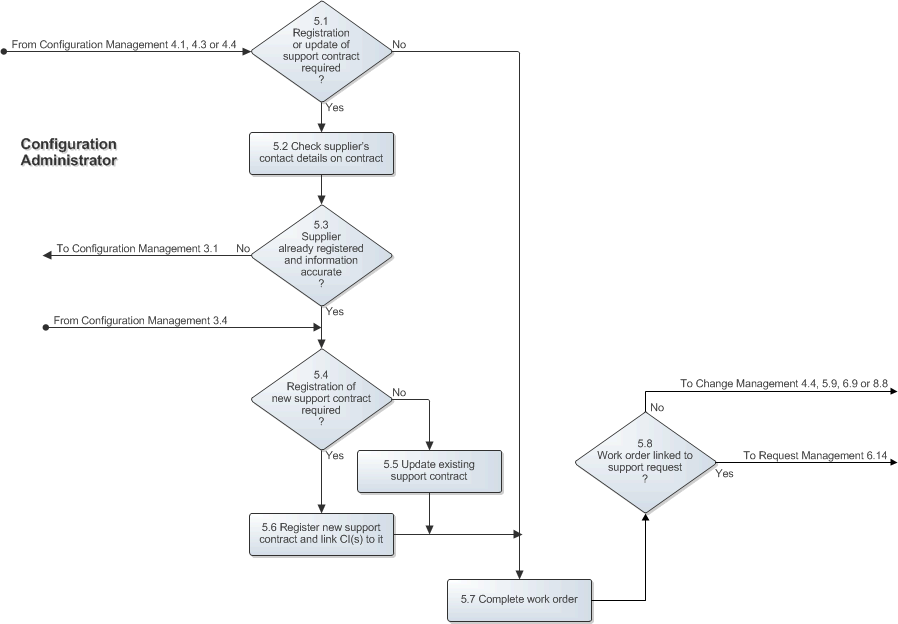 5.1
Registration
or update of
support contract
required
?
No
From Configuration Management 4.1, 4.3 or 4.4
Yes
Configuration
Administrator
5.2 Check supplier's
contact details on contract
5.3
Supplier
already registered
and information
accurate
?
To Configuration Management 3.1
No
Yes
From Configuration Management 3.4
5.4
Registration of
new support contract
required
?
No
Yes
5.5 Update existing
support contract
5.6 Register new support
contract and link CI(s) to it
5.7 Complete work order
To Change Management 4.4, 5.9, 6.9 or 8.8
No
5.8
Work order linked to
support request
?
To Request Management 6.14
Yes